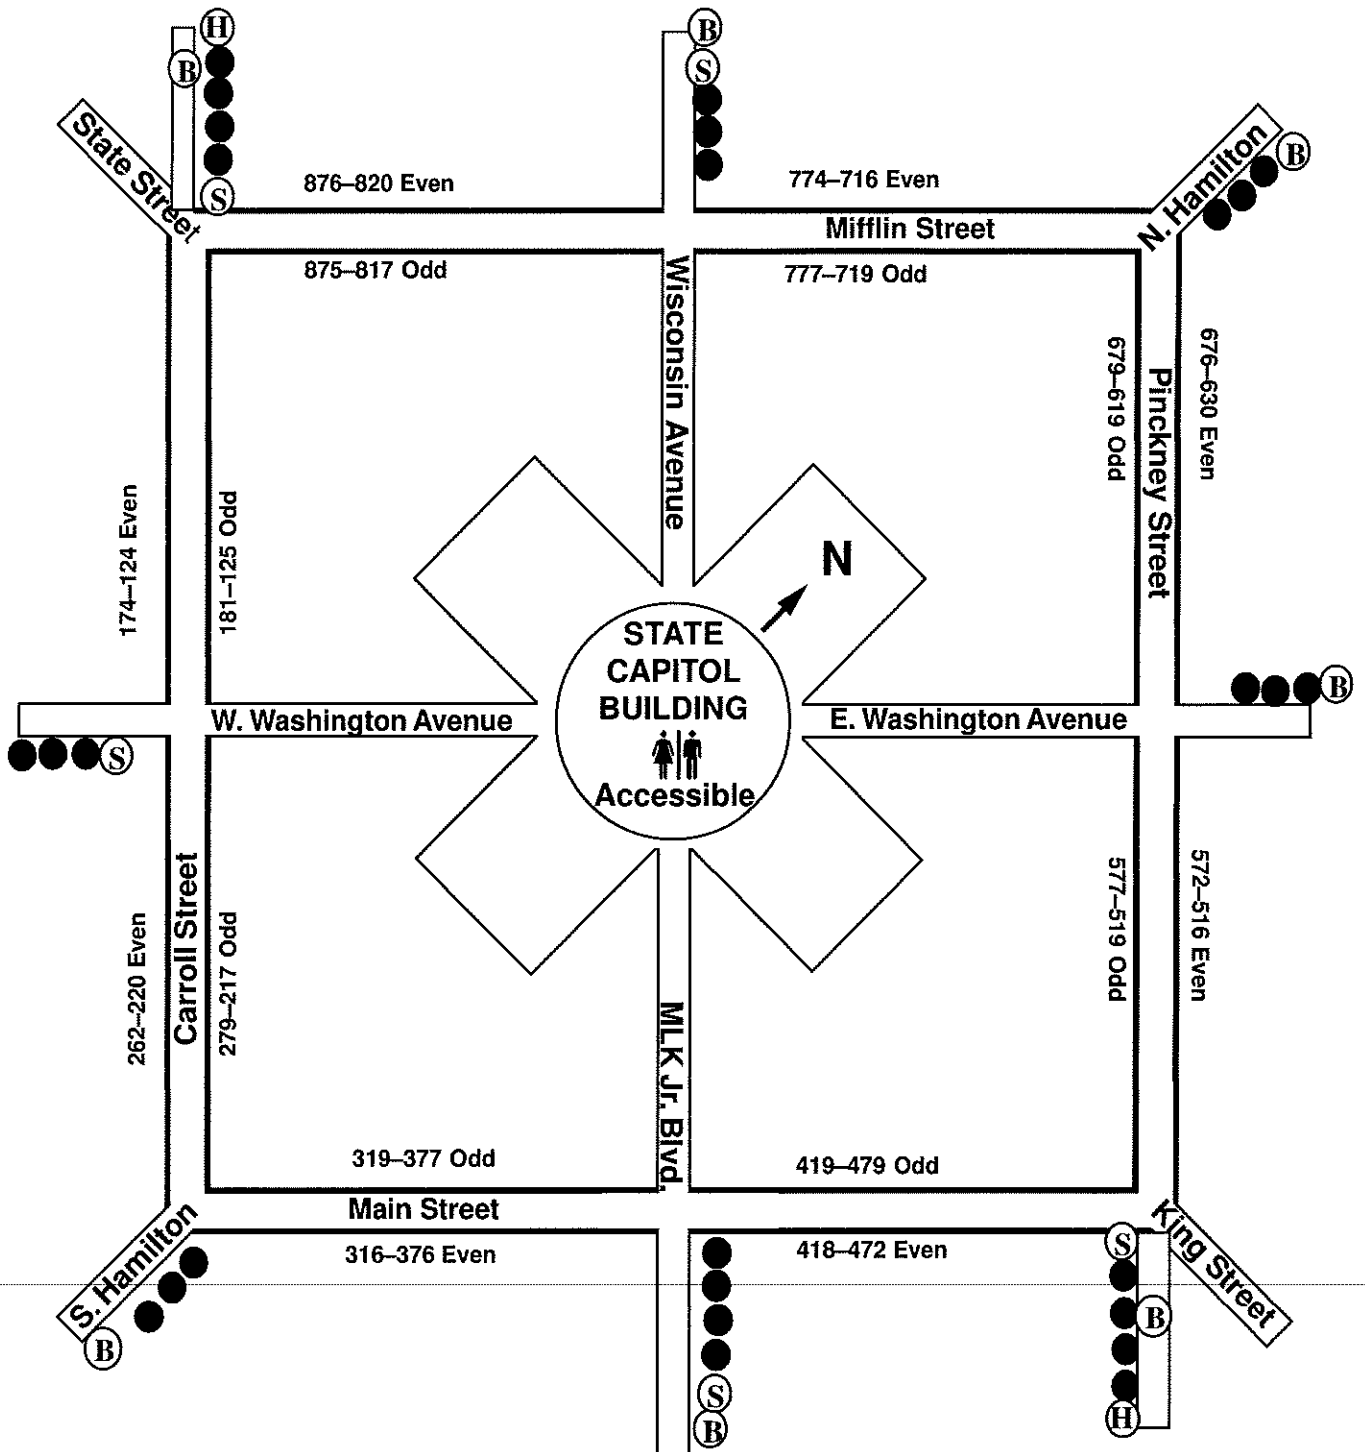 H
B
B
S
State Street
S
876–820 Even
774–716 Even
B
N. Hamilton
Mifflin Street
875–817 Odd
777–719 Odd
Wisconsin Avenue
679–619 Odd
Pinckney Street
676–630 Even
174–124 Even
181–125 Odd
N
STATE
CAPITOL
BUILDING
Accessible
W. Washington Avenue
E. Washington Avenue
B
S
262–220 Even
Carroll Street
279–217 Odd
MLK Jr. Blvd.
577–519 Odd
572–516 Even
319–377 Odd
419–479 Odd
Main Street
S. Hamilton
King Street
316–376 Even
418–472 Even
S
B
B
S
B
H